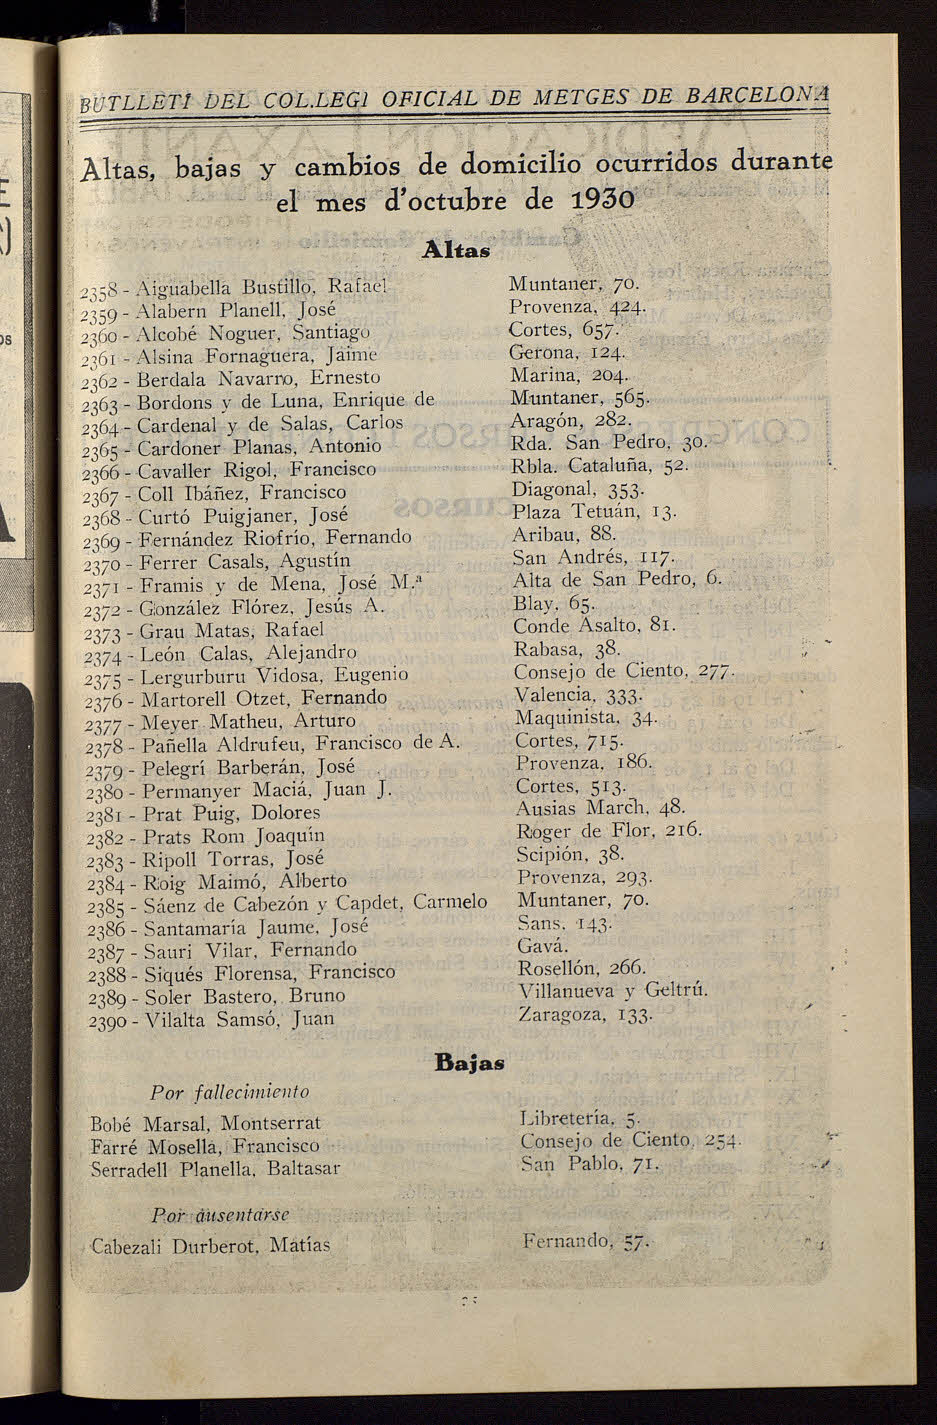 BUTLLETÍ DEL COL.LEGI OFICIAL DE METGES DE BARCELONA
Altas, bajas y cambios de domicilio ocurridos durante
el mes d'octubre de 1930
Altas
2358 - Aiguabella Bustillo, Rafael Muntaner, 70.
2359 - Alabern Planell, José Provenza, 424.
2360 - Alcobé Noguer, Santiago Cortes, 657.
2361 - Alsina Fornaguera, Jaime Gerona, 124.
2362 - Berdala Navarro, Ernesto Marina, 204.
2363 - Bordons y de Luna, Enrique de Muntaner, 565.
2364 - Cardenal y de Salas, Carlos Aragón, 282.
2365 - Cardoner Planas, Antonio Rda. San Pedro, 30.
2366 - Cavaller Rigol, Francisco Rbla. Cataluña, 52.
2367 - Coll Ibáñez, Francisco Diagonal, 353.
2368 - Curtó Puigjaner, José Plaza Tetuán, 13.
2369 - Fernández Riofrío, Fernando Aribau, 88.
2370 - Ferrer Casals, Agustín San Andrés, 117.
2371 - Framis y de Mena, José M.ª Alta de San Pedro, 6.
2372 - González Flórez, Jesús A. Blay, 65.
2373 - Grau Matas, Rafael Conde Asalto, 81.
2374 - León Calas, Alejandro Rabasa, 38.
2375 - Lergurburu Vidosa, Eugenio Consejo de Ciento, 277.
2376 - Martorell Otzet, Fernando Valencia, 333.
2377 - Meyer Matheu, Arturo Maquinista, 34.
2378 - Pañella Aldrufeu, Francisco de A. Cortes, 715.
2379 - Pelegrí Barberán, José Provenza, 186.
2380 - Permanyer Maciá, Juan J. Cortes, 513.
2381 - Prat Puig, Dolores Ausias March, 48.
2382 - Prats Rom Joaquín Roger de Flor, 216.
2383 - Ripoll Torras, José Scipión, 38.
2384 - Roig Maimó, Alberto Provenza, 293.
2385 - Sáenz de Cabezón y Capdet, Carmelo Muntaner, 70.
2386 - Santamaría Jaume, José Sans, 143.
2387 - Sauri Vilar, Fernando Gavá.
2388 - Siqués Florensa, Francisco Rosellón, 266.
2389 - Soler Bastero, Bruno Villanueva y Geltrú.
2390 - Vilalta Samsó, Juan Zaragoza, 133.
Bajas
Por fallecimiento
Bobé Marsal, Montserrat Libretería, 5.
Farré Mosella, Francisco Consejo de Ciento, 254.
Serradell Planella, Baltasar San Pablo, 71.
Por ausentarse
Cabezali Durberot, Matías Fernando, 57.